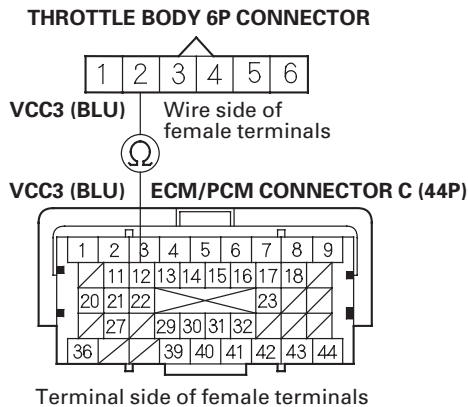 THROTTLE BODY 6P CONNECTOR
1 2 3 4 5 6
VCC3 (BLU) Wire side of
female terminals
Ω
VCC3 (BLU) ECM/PCM CONNECTOR C (44P)
1 2 3 4 5 6 7 8 9
11 12 13 14 15 16 17 18
20 21 22 23
27 29 30 31 32
36 39 40 41 42 43 44
Terminal side of female terminals